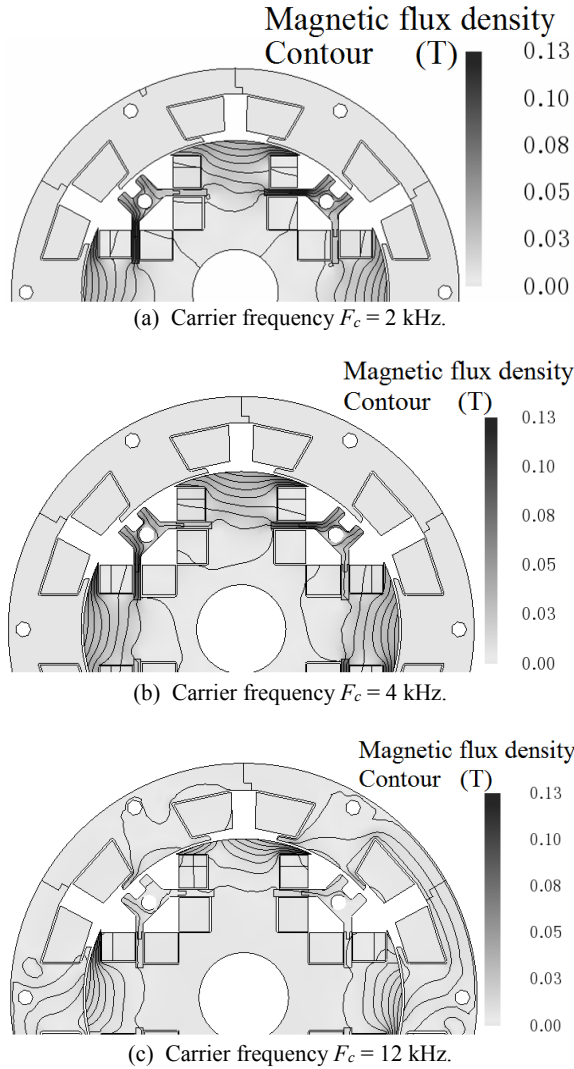 Magnetic flux density
Contour (T)
0.13
0.10
0.08
0.05
0.03
0.00
(a) Carrier frequency Fc = 2 kHz.
Magnetic flux density
Contour (T)
0.13
0.10
0.08
0.05
0.03
0.00
(b) Carrier frequency Fc = 4 kHz.
Magnetic flux density
Contour (T)
0.13
0.10
0.08
0.05
0.03
0.00
(c) Carrier frequency Fc = 12 kHz.